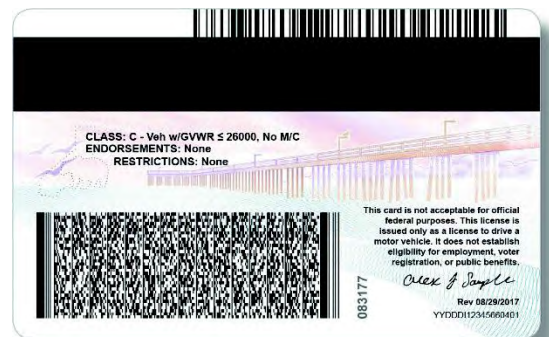 CLASS: C - Veh w/GVWR ≤ 26000, No M/C
ENDORSEMENTS: None
RESTRICTIONS: None
This card is not acceptable for official
federal purposes. This license is
issued only as a license to drive a
motor vehicle. It does not establish
eligibility for employment, voter
registration, or public benefits.
Alex J Sample
083177
Rev 08/29/2017
YYDDDI12345660401